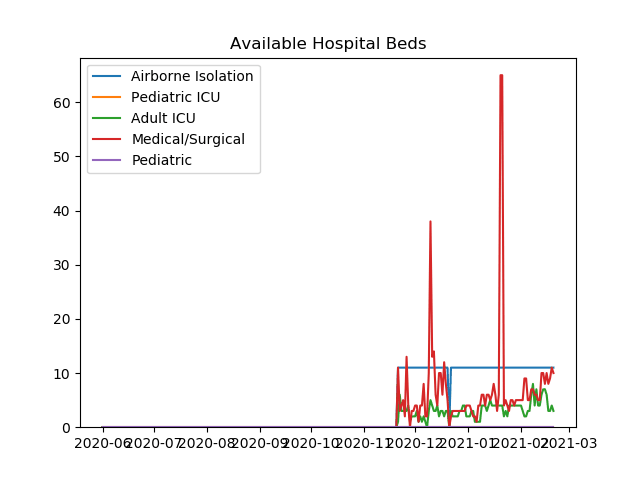 Available Hospital Beds
Airborne Isolation
Pediatric ICU
Adult ICU
Medical/Surgical
Pediatric
60
50
40
30
20
10
0
2020-06 2020-07 2020-08 2020-09 2020-10 2020-11 2020-12 2021-01 2021-02 2021-03